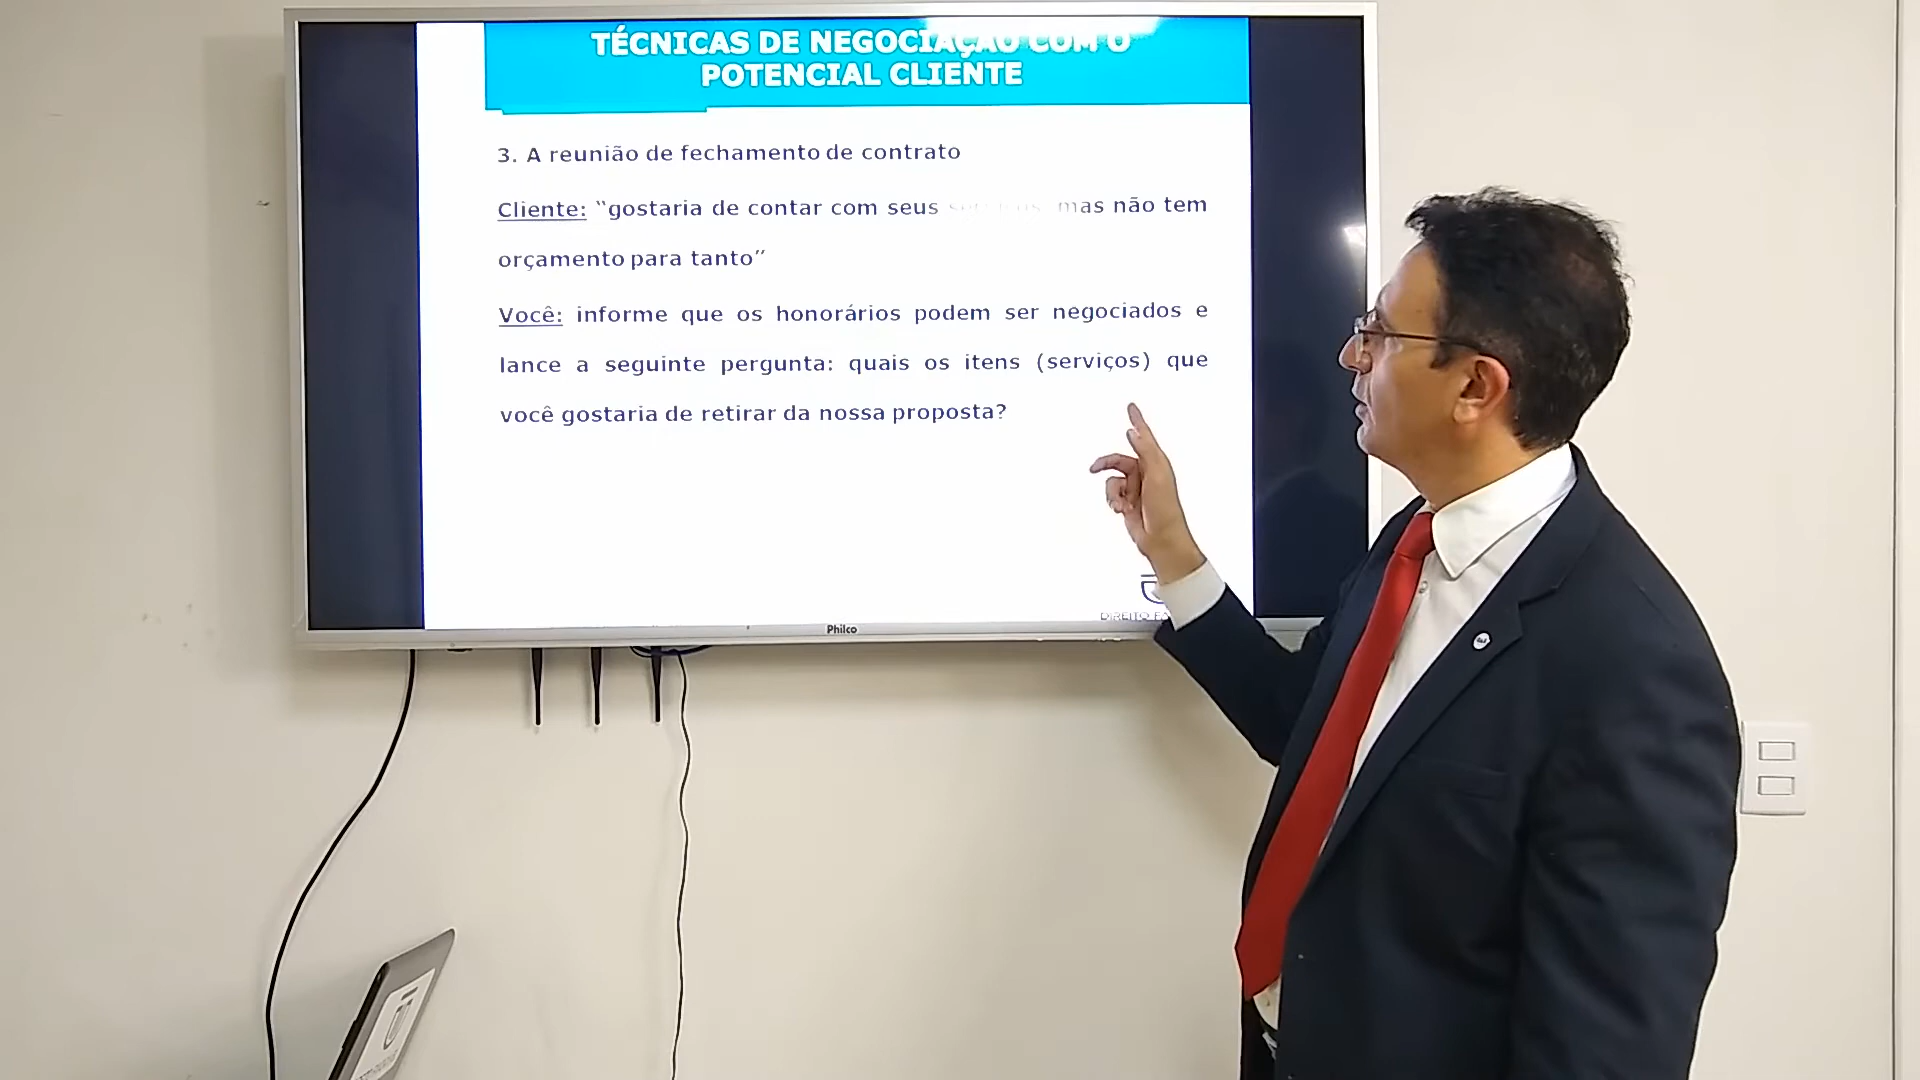 TÉCNICAS DE NEGOCIAÇÃO COM O
POTENCIAL CLIENTE
3. A reunião de fechamento de contrato
Cliente: “gostaria de contar com seus mas não tem
orçamento para tanto”
Você: informe que os honorários podem ser negociados e
lance a seguinte pergunta: quais os itens (serviços) que
você gostaria de retirar da nossa proposta?
DIREITO
Philco